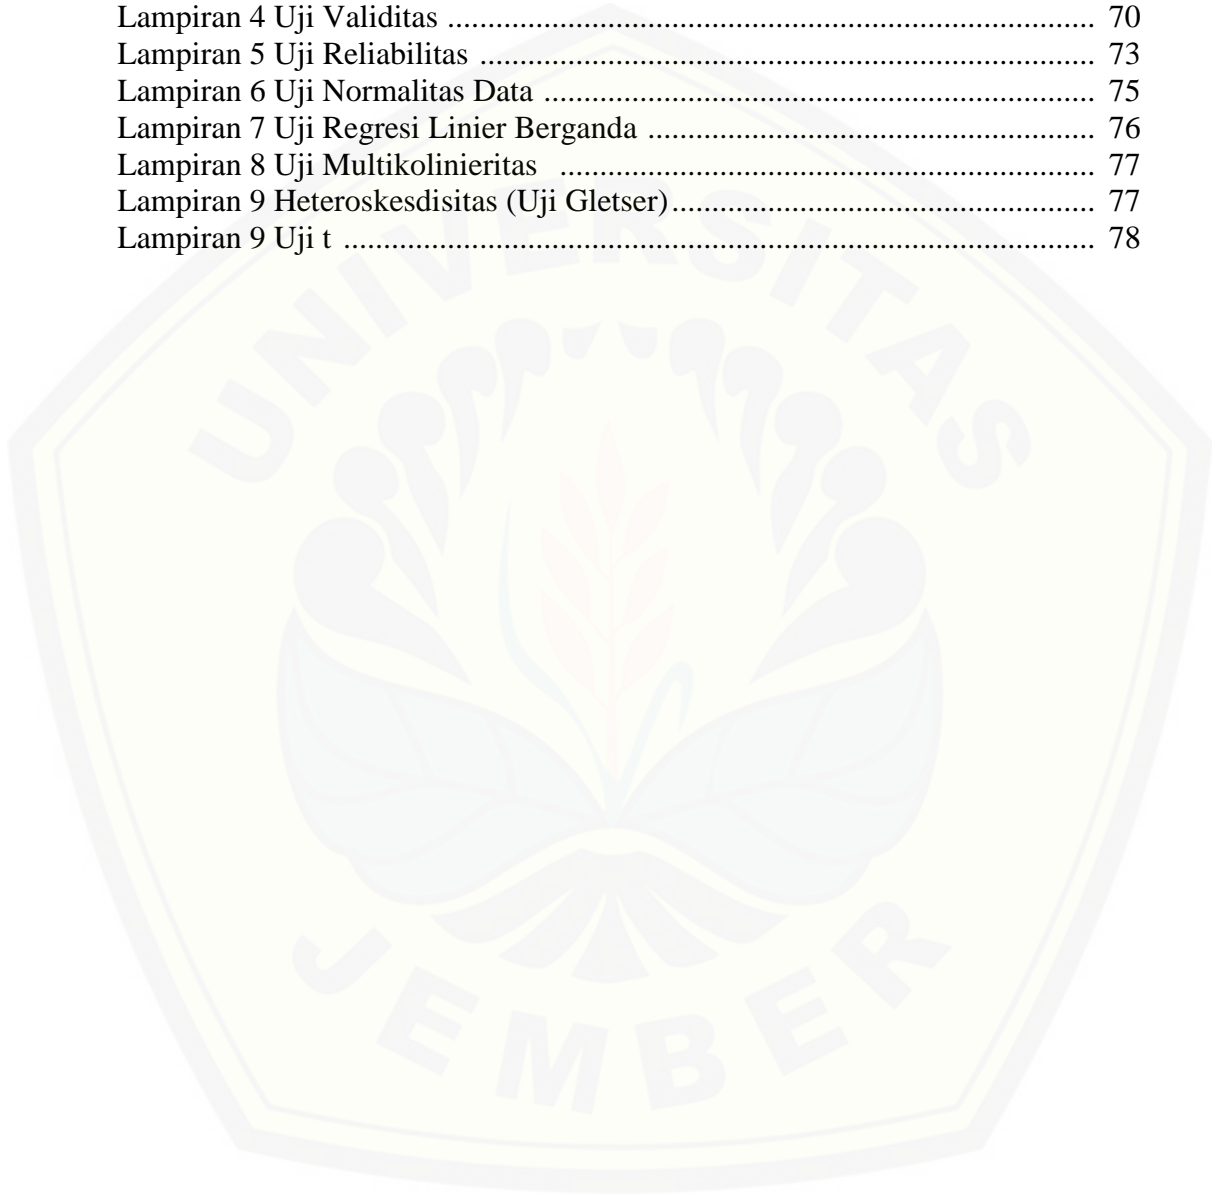 Lampiran 4 Uji Validitas ................................................................................ 70
Lampiran 5 Uji Reliabilitas ............................................................................ 73
Lampiran 6 Uji Normalitas Data .................................................................... 75
Lampiran 7 Uji Regresi Linier Berganda ....................................................... 76
Lampiran 8 Uji Multikolinieritas .................................................................. 77
Lampiran 9 Heteroskesdisitas (Uji Gletser).................................................... 77
Lampiran 9 Uji t ............................................................................................. 78
UNIVERSITAS
JEMBER